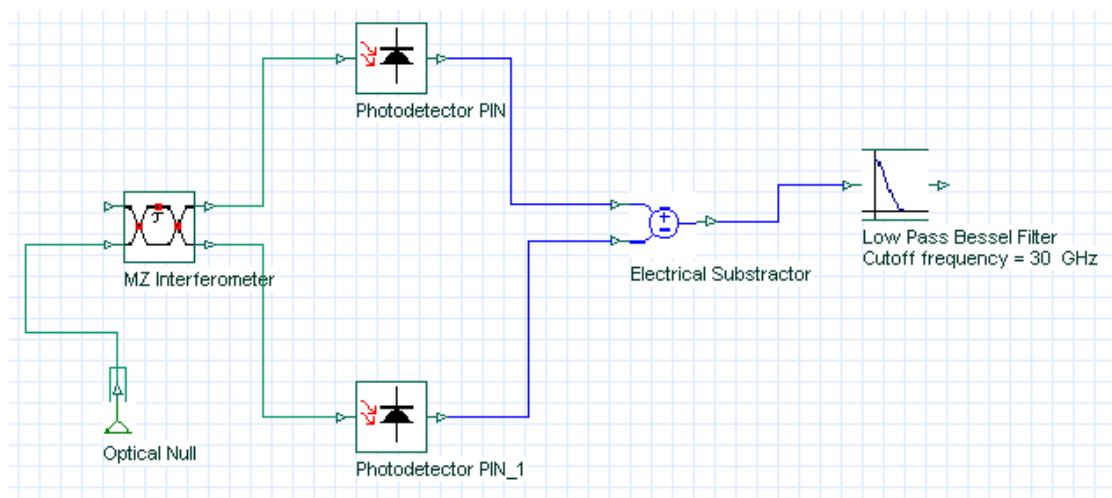 Photodetector PIN
MZ Interferometer
Electrical Substractor
Low Pass Bessel Filter
Cutoff frequency = 30 GHz
Optical Null
Photodetector PIN_1